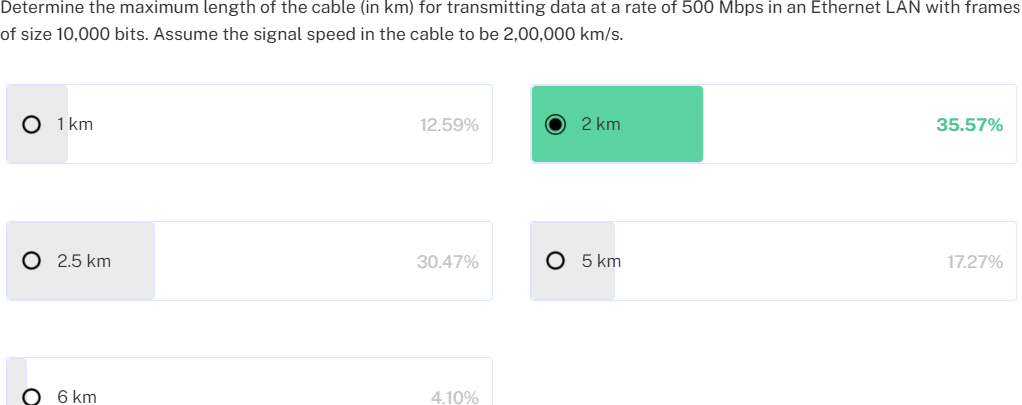 Determine the maximum length of the cable (in km) for transmitting data at a rate of 500 Mbps in an Ethernet LAN with frames
of size 10,000 bits. Assume the signal speed in the cable to be 2,00,000 km/s.
1 km 12.59%
2 km 35.57%
2.5 km 30.47%
5 km 17.27%
6 km 4.10%